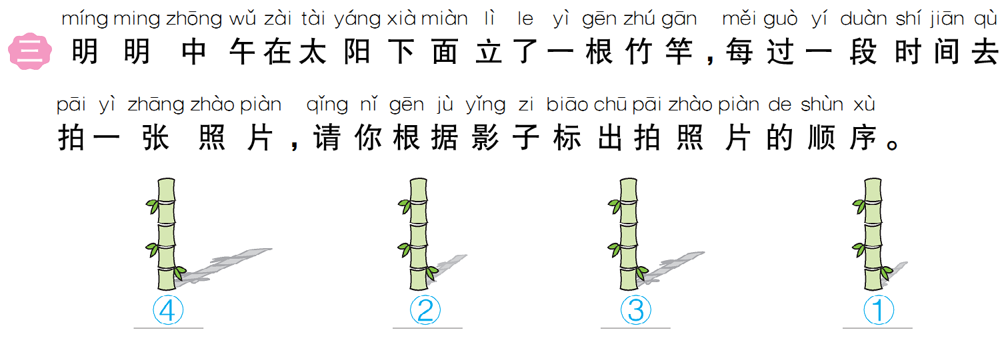 míng ming zhōng wǔ zài tài yáng xià miàn lì le yì gēn zhú gān měi guò yí duàn shí jiān qù
三 明明中午在太阳下面立了一根竹竿，每过一段时间去
pāi yì zhāng zhào piàn qǐng nǐ gēn jù yǐng zi biāo chū pāi zhào piàn de shùn xù
拍一张照片，请你根据影子标出拍照片的顺序。
④ ② ③ ①